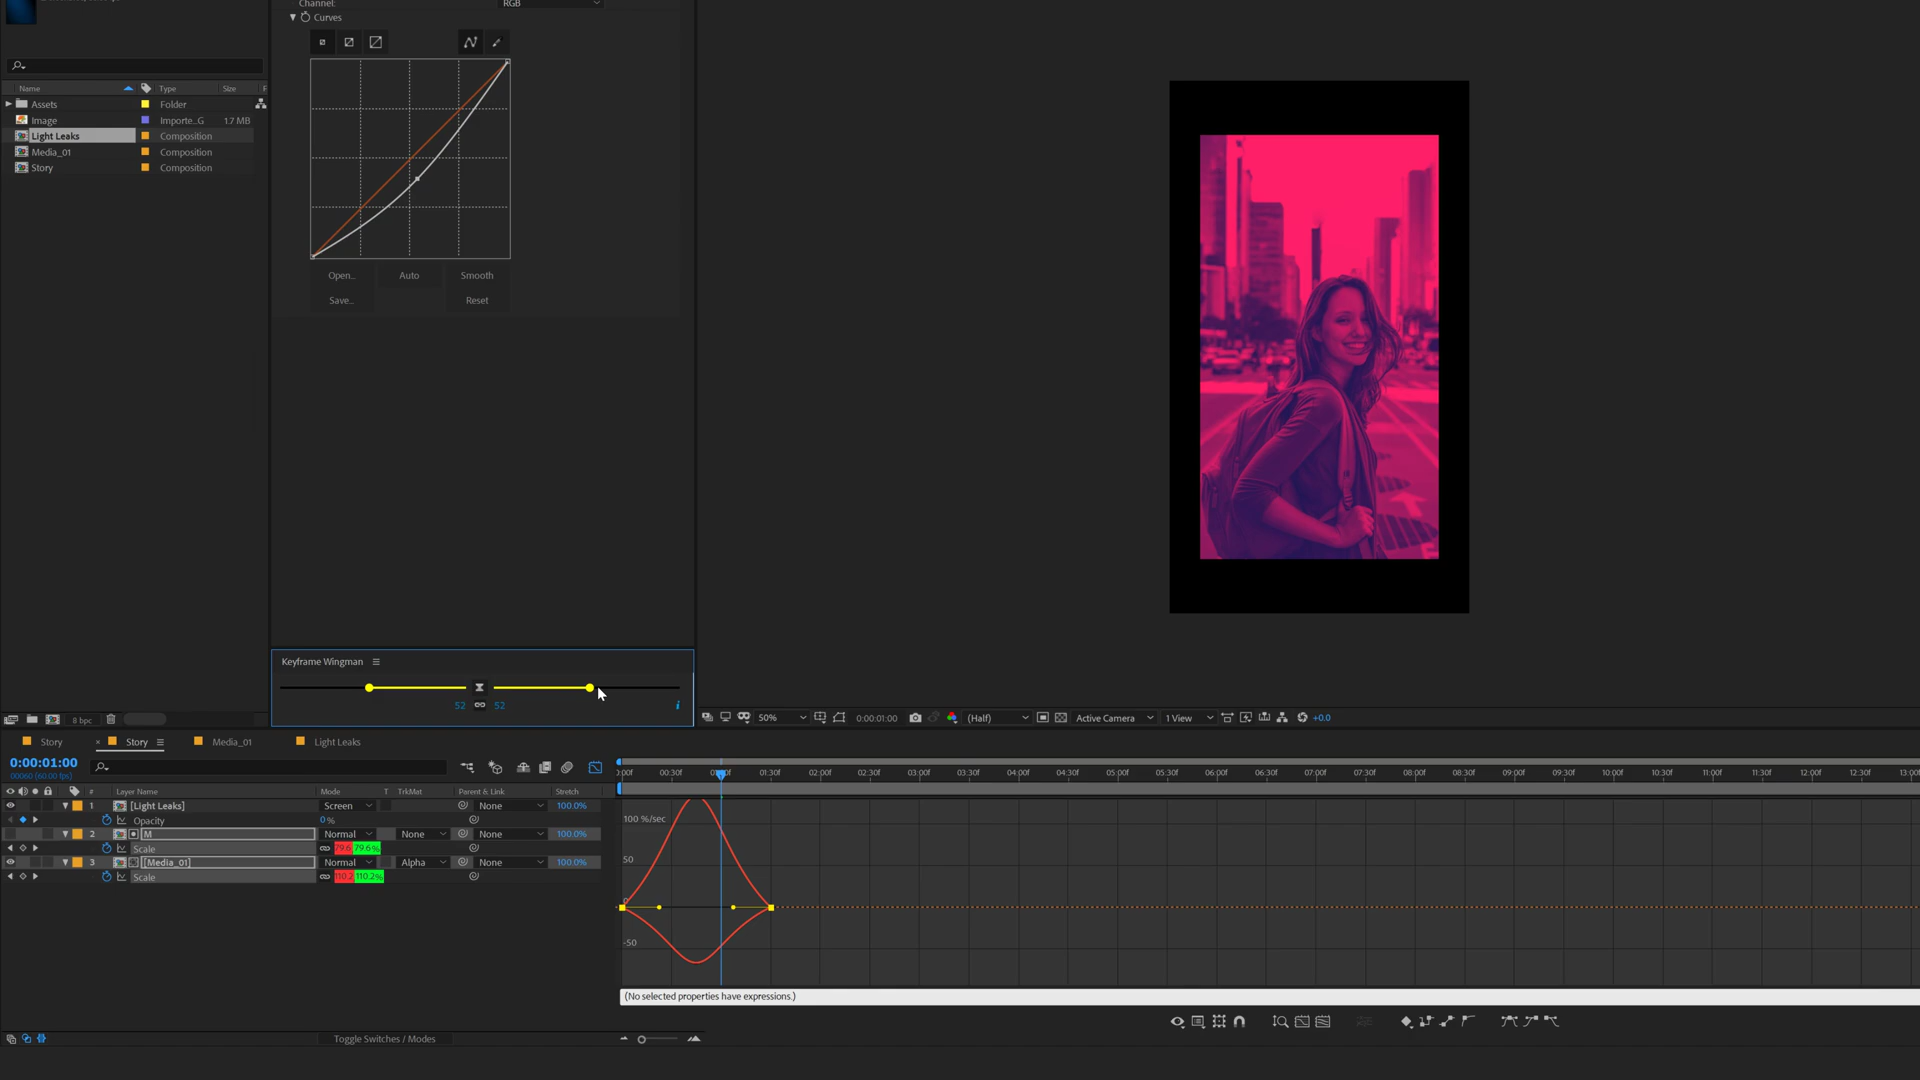 Channel:
RGB
Curves
Name
Type
Size
F
Assets
Folder
Image
Importe...G
1.7 MB
Light Leaks
Composition
Media_01
Composition
Story
Composition
Open...
Auto
Smooth
Save...
Reset
Keyframe Wingman
52
52
i
8 bpc
50%
0:00:01:00
(Half)
Active Camera
1 View
+0.0
Story
× Story
Media_01
Light Leaks
0:00:01:00
00060 (60.00 fps)
#
Layer Name
Mode
T
TrkMat
Parent & Link
Stretch
1
[Light Leaks]
Screen
None
100.0%
Opacity
0 %
2
M
Normal
None
None
100.0%
Scale
79.6
79.6%
3
[Media_01]
Normal
Alpha
None
100.0%
Scale
110.2
110.2%
:00f
00:30f
01:00f
01:30f
02:00f
02:30f
03:00f
03:30f
04:00f
04:30f
05:00f
05:30f
06:00f
06:30f
07:00f
07:30f
08:00f
08:30f
09:00f
09:30f
10:00f
10:30f
11:00f
11:30f
12:00f
12:30f
13:00
100 %/sec
50
0
-50
(No selected properties have expressions.)
Toggle Switches / Modes